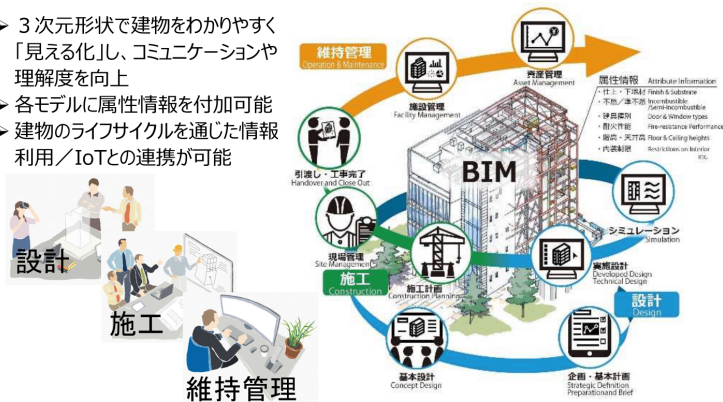 ➢ ３次元形状で建物をわかりやすく
「見える化」し、コミュニケーションや
理解度を向上
➢ 各モデルに属性情報を付加可能
➢ 建物のライフサイクルを通じた情報
利用／IoTとの連携が可能
設計
施工
維持管理
維持管理
Operation & Maintenance
資産管理
Asset Management
施設管理
Facility Management
属性情報 Attribute Information
・仕上・下地材 Finish & Substrate
・不燃／準不燃 Incombustible
/Semi-Incombustible
・建具種別 Door & Window types
・耐火性能 Fire-resistance Performance
・階高・天井高 Floor & Ceiling heights
・内装制限 Restrictions on Interior
etc.
BIM
引渡し・工事完了
Handover and Close Out
シミュレーション
Simulation
現場管理
Site Management
施工
Construction
施工計画
Construction Planning
実施設計
Developed Design
Technical Design
設計
Design
基本設計
Concept Design
企画・基本計画
Strategic Definition
Preparation and Brief